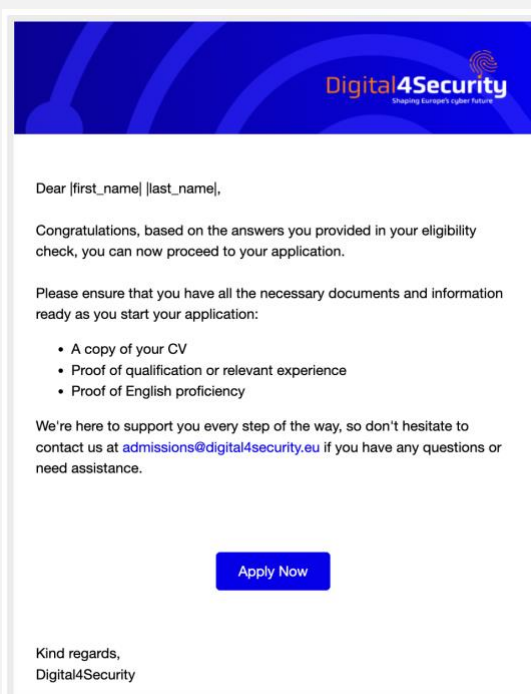 Digital4Security
Shaping Europe's cyber future
Dear |first_name| |last_name|,
Congratulations, based on the answers you provided in your eligibility
check, you can now proceed to your application.
Please ensure that you have all the necessary documents and information
ready as you start your application:
• A copy of your CV
• Proof of qualification or relevant experience
• Proof of English proficiency
We're here to support you every step of the way, so don't hesitate to
contact us at admissions@digital4security.eu if you have any questions or
need assistance.
Apply Now
Kind regards,
Digital4Security